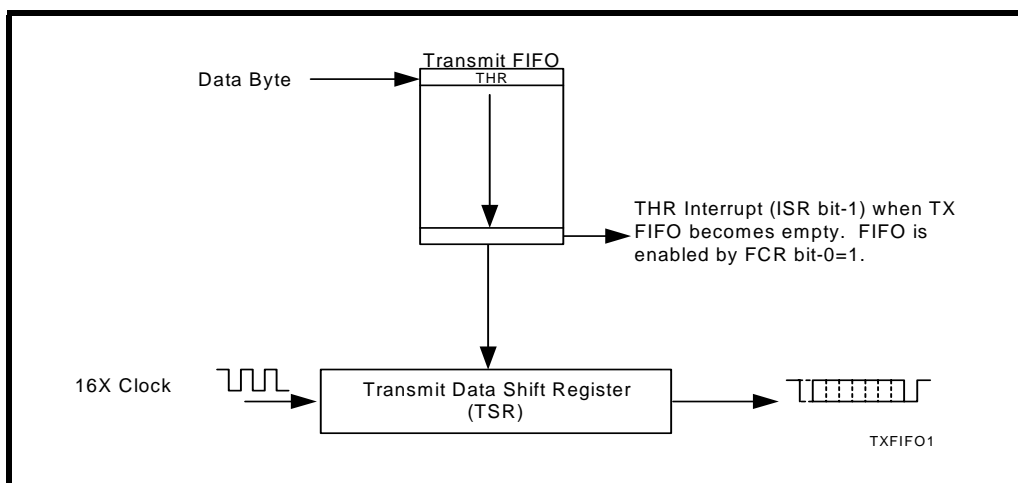 Transmit FIFO
Data Byte
THR
THR Interrupt (ISR bit-1) when TX
FIFO becomes empty. FIFO is
enabled by FCR bit-0=1.
16X Clock
Transmit Data Shift Register
(TSR)
TXFIFO1